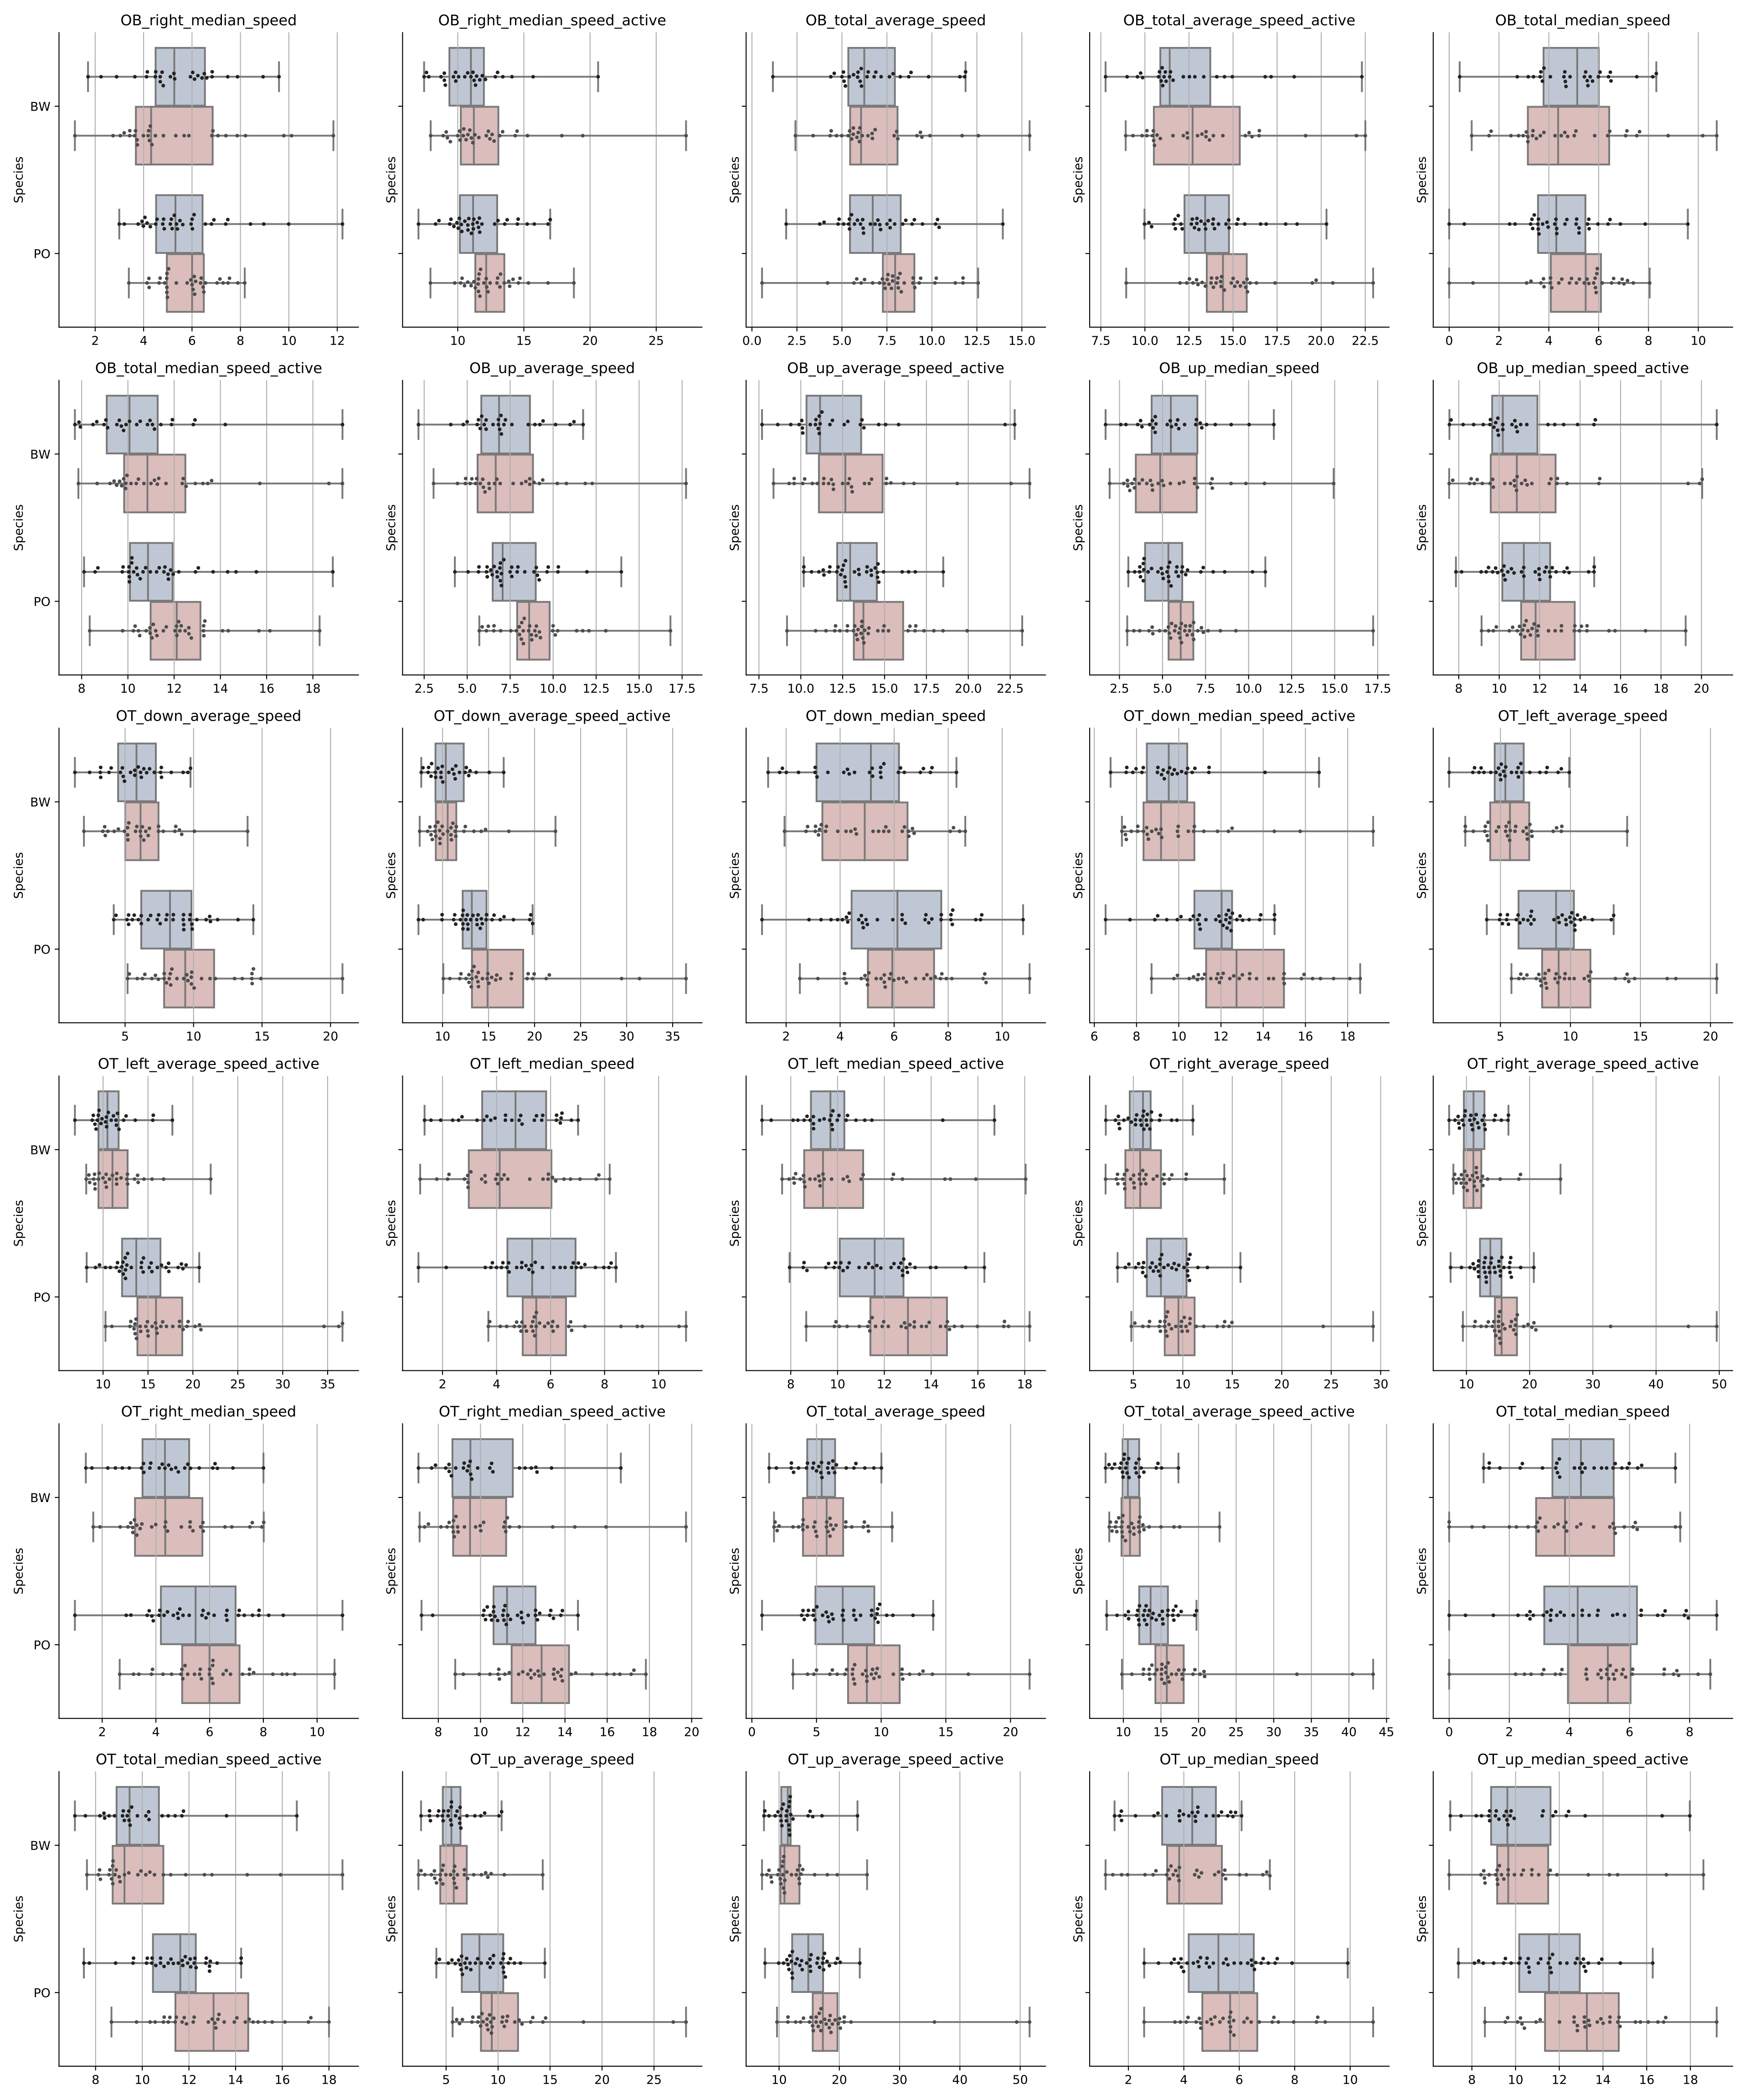 OB_right_median_speed OB_right_median_speed_active OB_total_average_speed OB_total_average_speed_active OB_total_median_speed
BW
Species Species Species Species Species
PO
2 4 6 8 10 12 10 15 20 25 0.0 2.5 5.0 7.5 10.0 12.5 15.0 7.5 10.0 12.5 15.0 17.5 20.0 22.5 0 2 4 6 8 10
OB_total_median_speed_active OB_up_average_speed OB_up_average_speed_active OB_up_median_speed OB_up_median_speed_active
BW
Species Species Species Species Species
PO
8 10 12 14 16 18 2.5 5.0 7.5 10.0 12.5 15.0 17.5 7.5 10.0 12.5 15.0 17.5 20.0 22.5 2.5 5.0 7.5 10.0 12.5 15.0 17.5 8 10 12 14 16 18 20
OT_down_average_speed OT_down_average_speed_active OT_down_median_speed OT_down_median_speed_active OT_left_average_speed
BW
Species Species Species Species Species
PO
5 10 15 20 10 15 20 25 30 35 2 4 6 8 10 6 8 10 12 14 16 18 5 10 15 20
OT_left_average_speed_active OT_left_median_speed OT_left_median_speed_active OT_right_average_speed OT_right_average_speed_active
BW
Species Species Species Species Species
PO
10 15 20 25 30 35 2 4 6 8 10 8 10 12 14 16 18 5 10 15 20 25 30 10 20 30 40 50
OT_right_median_speed OT_right_median_speed_active OT_total_average_speed OT_total_average_speed_active OT_total_median_speed
BW
Species Species Species Species Species
PO
2 4 6 8 10 8 10 12 14 16 18 20 0 5 10 15 20 10 15 20 25 30 35 40 45 0 2 4 6 8
OT_total_median_speed_active OT_up_average_speed OT_up_average_speed_active OT_up_median_speed OT_up_median_speed_active
BW
Species Species Species Species Species
PO
8 10 12 14 16 18 5 10 15 20 25 10 20 30 40 50 2 4 6 8 10 8 10 12 14 16 18